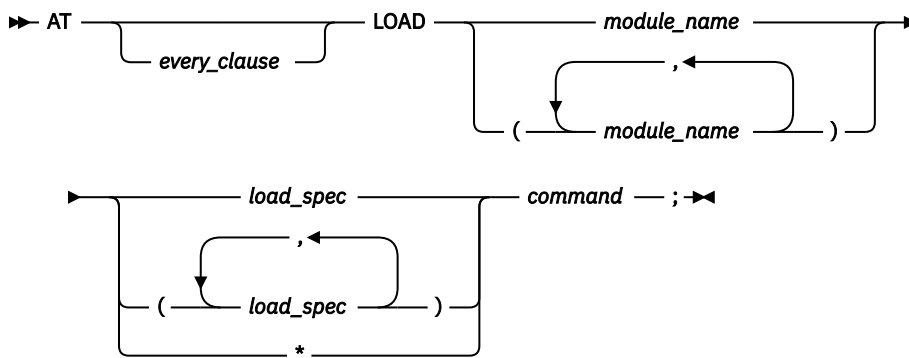 AT LOAD module_name
every_clause
,
( module_name )
load_spec command ;
,
( load_spec )
*